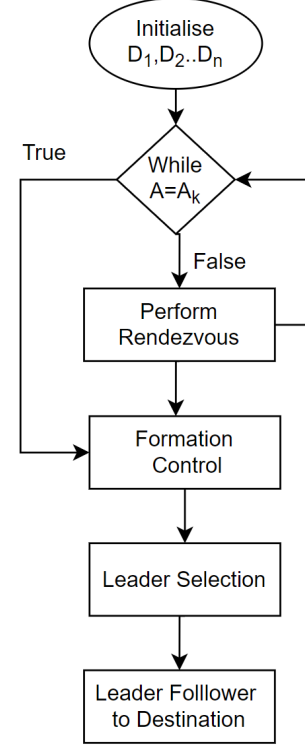 Initialise
D1,D2..Dn
True
While
A=Ak
False
Perform
Rendezvous
Formation
Control
Leader Selection
Leader Folllower
to Destination